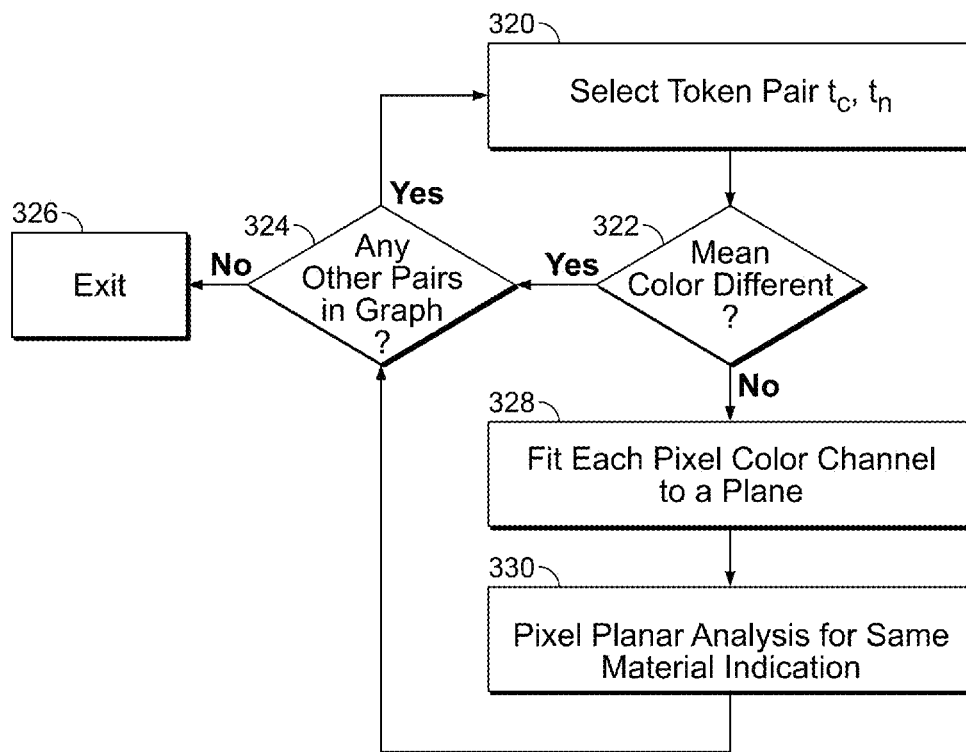 320
Select Token Pair t_c, t_n
Yes
326
324
322
Any
Other Pairs
in Graph
?
Mean
Color Different
?
No
Yes
Exit
No
328
Fit Each Pixel Color Channel
to a Plane
330
Pixel Planar Analysis for Same
Material Indication